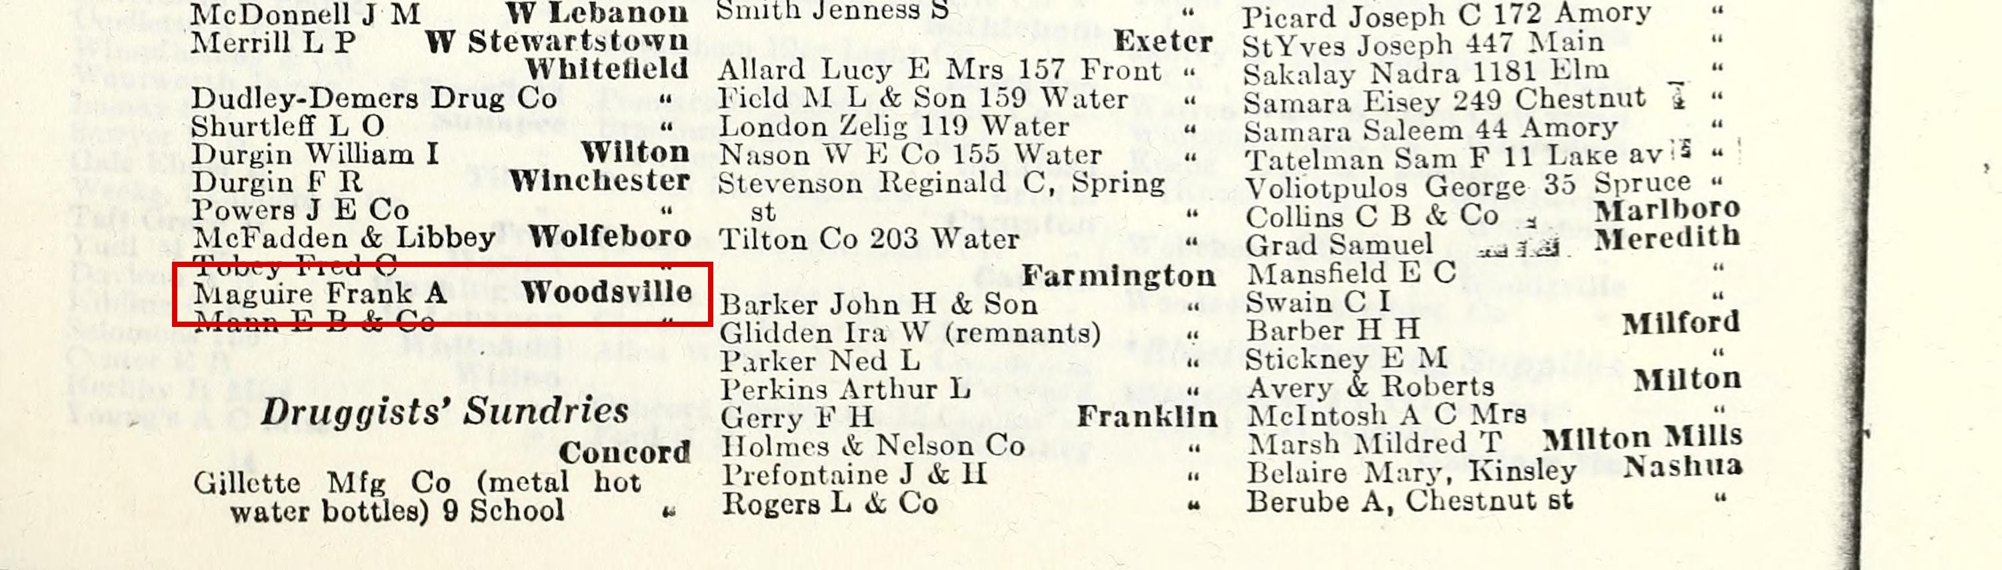 McDonnell J M W Lebanon
Merrill L P W Stewartstown
Whitefield
Dudley-Demers Drug Co "
Shurtleff L O "
Durgin William I Wilton
Durgin F R Winchester
Powers J E Co "
McFadden & Libbey Wolfeboro
Tobey Fred C "
Maguire Frank A Woodsville
Mann E B & Co "
Druggists' Sundries
Concord
Gillette Mfg Co (metal hot
water bottles) 9 School "
Smith Jenness S "
Exeter
Allard Lucy E Mrs 157 Front "
Field M L & Son 159 Water "
London Zelig 119 Water "
Nason W E Co 155 Water "
Stevenson Reginald C, Spring
st "
Tilton Co 203 Water "
Farmington
Barker John H & Son "
Glidden Ira W (remnants) "
Parker Ned L "
Perkins Arthur L "
Gerry F H Franklin
Holmes & Nelson Co "
Prefontaine J & H "
Rogers L & Co "
Picard Joseph C 172 Amory "
StYves Joseph 447 Main "
Sakalay Nadra 1181 Elm "
Samara Eisey 249 Chestnut "
Samara Saleem 44 Amory "
Tatelman Sam F 11 Lake av "
Voliotpulos George 35 Spruce "
Collins C B & Co Marlboro
Grad Samuel Meredith
Mansfield E C "
Swain C I "
Barber H H Milford
Stickney E M "
Avery & Roberts Milton
McIntosh A C Mrs "
Marsh Mildred T Milton Mills
Belaire Mary, Kinsley Nashua
Berube A, Chestnut st "